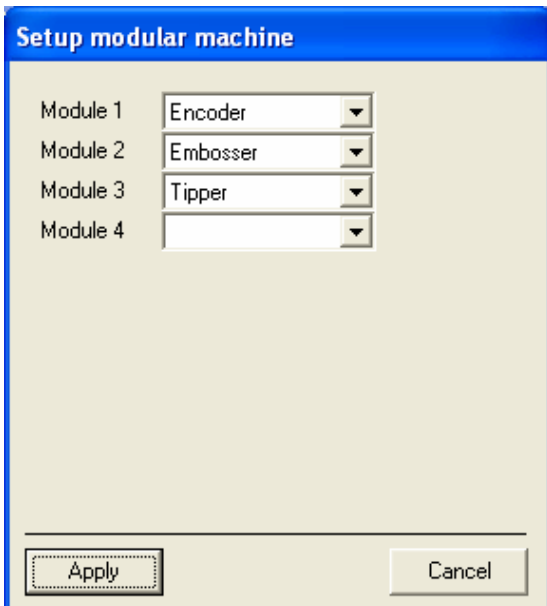 Setup modular machine
Module 1 Encoder
Module 2 Embosser
Module 3 Tipper
Module 4
Apply Cancel